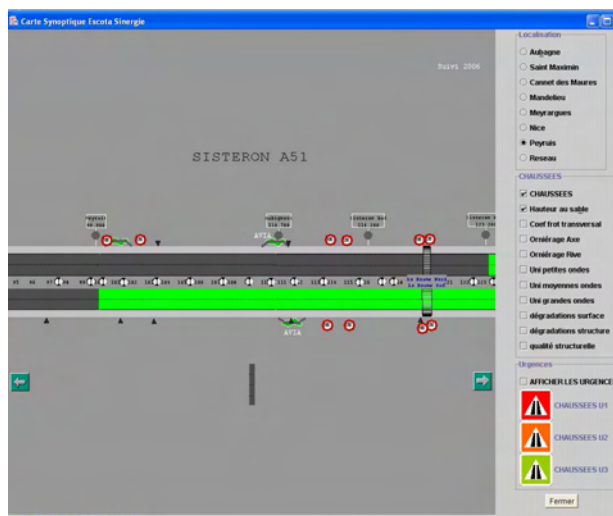 Carte Synoptique Escota Sinergie
Suivi 2006
SISTERON A51
AVIA
AVIA
Localisation
Aubagne
Saint Maximin
Cannet des Maures
Mandelieu
Meyrargues
Nice
Peyruis
Reseau
CHAUSSEES
CHAUSSEES
Hauteur au sable
Coef frot transversal
Orniérage Axe
Orniérage Rive
Uni petites ondes
Uni moyennes ondes
Uni grandes ondes
dégradations surface
dégradations structure
qualité structurelle
Urgences
AFFICHER LES URGENCE
CHAUSSEES U1
CHAUSSEES U2
CHAUSSEES U3
Fermer